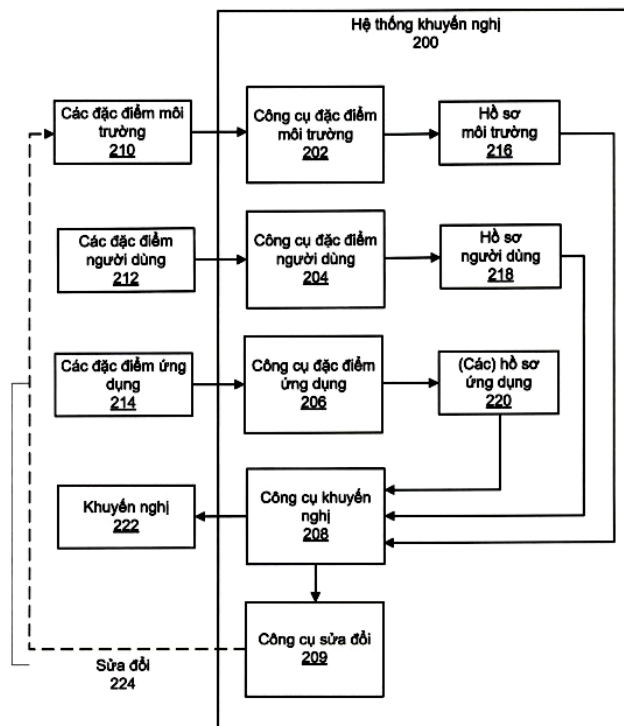 Hệ thống khuyến nghị
200
Các đặc điểm môi
trường
210
Công cụ đặc điểm
môi trường
202
Hồ sơ
môi trường
216
Các đặc điểm
người dùng
212
Công cụ đặc điểm
người dùng
204
Hồ sơ
người dùng
218
Các đặc điểm ứng
dụng
214
Công cụ đặc điểm
ứng dụng
206
(Các) hồ sơ
ứng dụng
220
Khuyến nghị
222
Công cụ khuyến
nghị
208
Công cụ sửa đổi
209
Sửa đổi
224